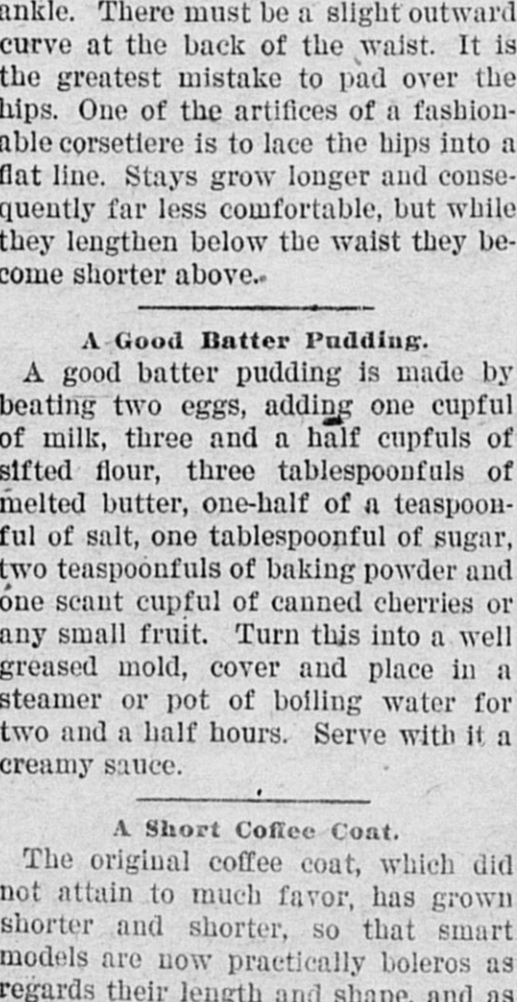 ankle. There must be a slight outward
curve at the back of the waist. It is
the greatest mistake to pad over the
hips. One of the artifices of a fashion-
able corsetiere is to lace the hips into a
flat line. Stays grow longer and conse-
quently far less comfortable, but while
they lengthen below the waist they be-
come shorter above.
A Good Batter Pudding.
A good batter pudding is made by
beating two eggs, adding one cupful
of milk, three and a half cupfuls of
sifted flour, three tablespoonfuls of
melted butter, one-half of a teaspoon-
ful of salt, one tablespoonful of sugar,
two teaspoonfuls of baking powder and
one scant cupful of canned cherries or
any small fruit. Turn this into a well
greased mold, cover and place in a
steamer or pot of boiling water for
two and a half hours. Serve with it a
creamy sauce.
A Short Coffee Coat.
The original coffee coat, which did
not attain to much favor, has grown
shorter and shorter, so that smart
models are now practically boleros as
regards their length and shape, and as